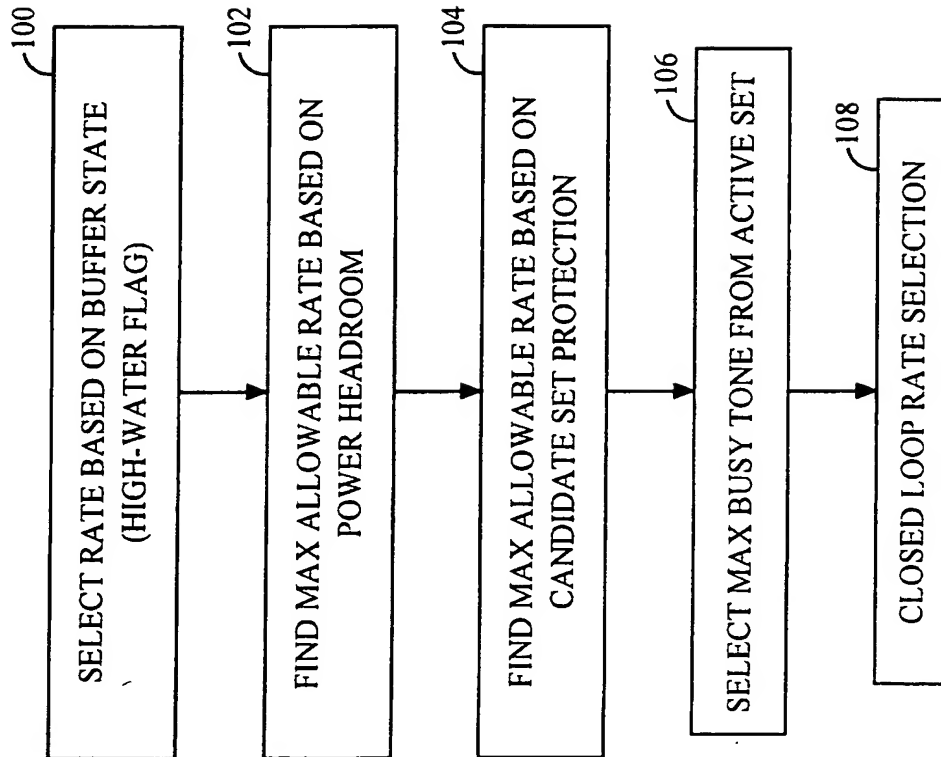 100
SELECT RATE BASED ON BUFFER STATE
(HIGH-WATER FLAG)
102
FIND MAX ALLOWABLE RATE BASED ON
POWER HEADROOM
104
FIND MAX ALLOWABLE RATE BASED ON
CANDIDATE SET PROTECTION
106
SELECT MAX BUSY TONE FROM ACTIVE SET
108
CLOSED LOOP RATE SELECTION